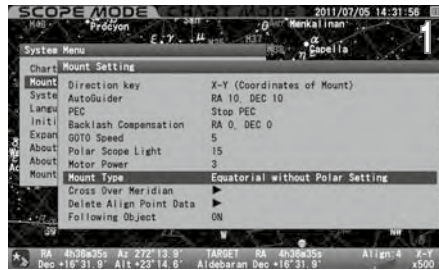 SCOPE MODE CHART MODE 2011/07/05 14:31:56
1
Procyon Menkalinan
ε, γ, μ M37
Capella
System Menu
Chart Mount Setting
Mount Direction key X-Y (Coordinates of Mount)
Syste AutoGuider RA 10, DEC 10
Langu PEC Stop PEC
Initi Backlash Compensation RA 0, DEC 0
Expan GOTO Speed 5
About Polar Scope Light 15
About Motor Power 3
Mount Mount Type Equatorial without Polar Setting
Cross Over Meridian ▶
Delete Align Point Data ▶
Following Object ON
W NW
RA 4h36m35s Az 272°13.9' TARGET RA 4h36m35s Align:4 X-Y
Dec +16°31.9' Alt +23°14.6' Aldebaran Dec +16°31.9' x500